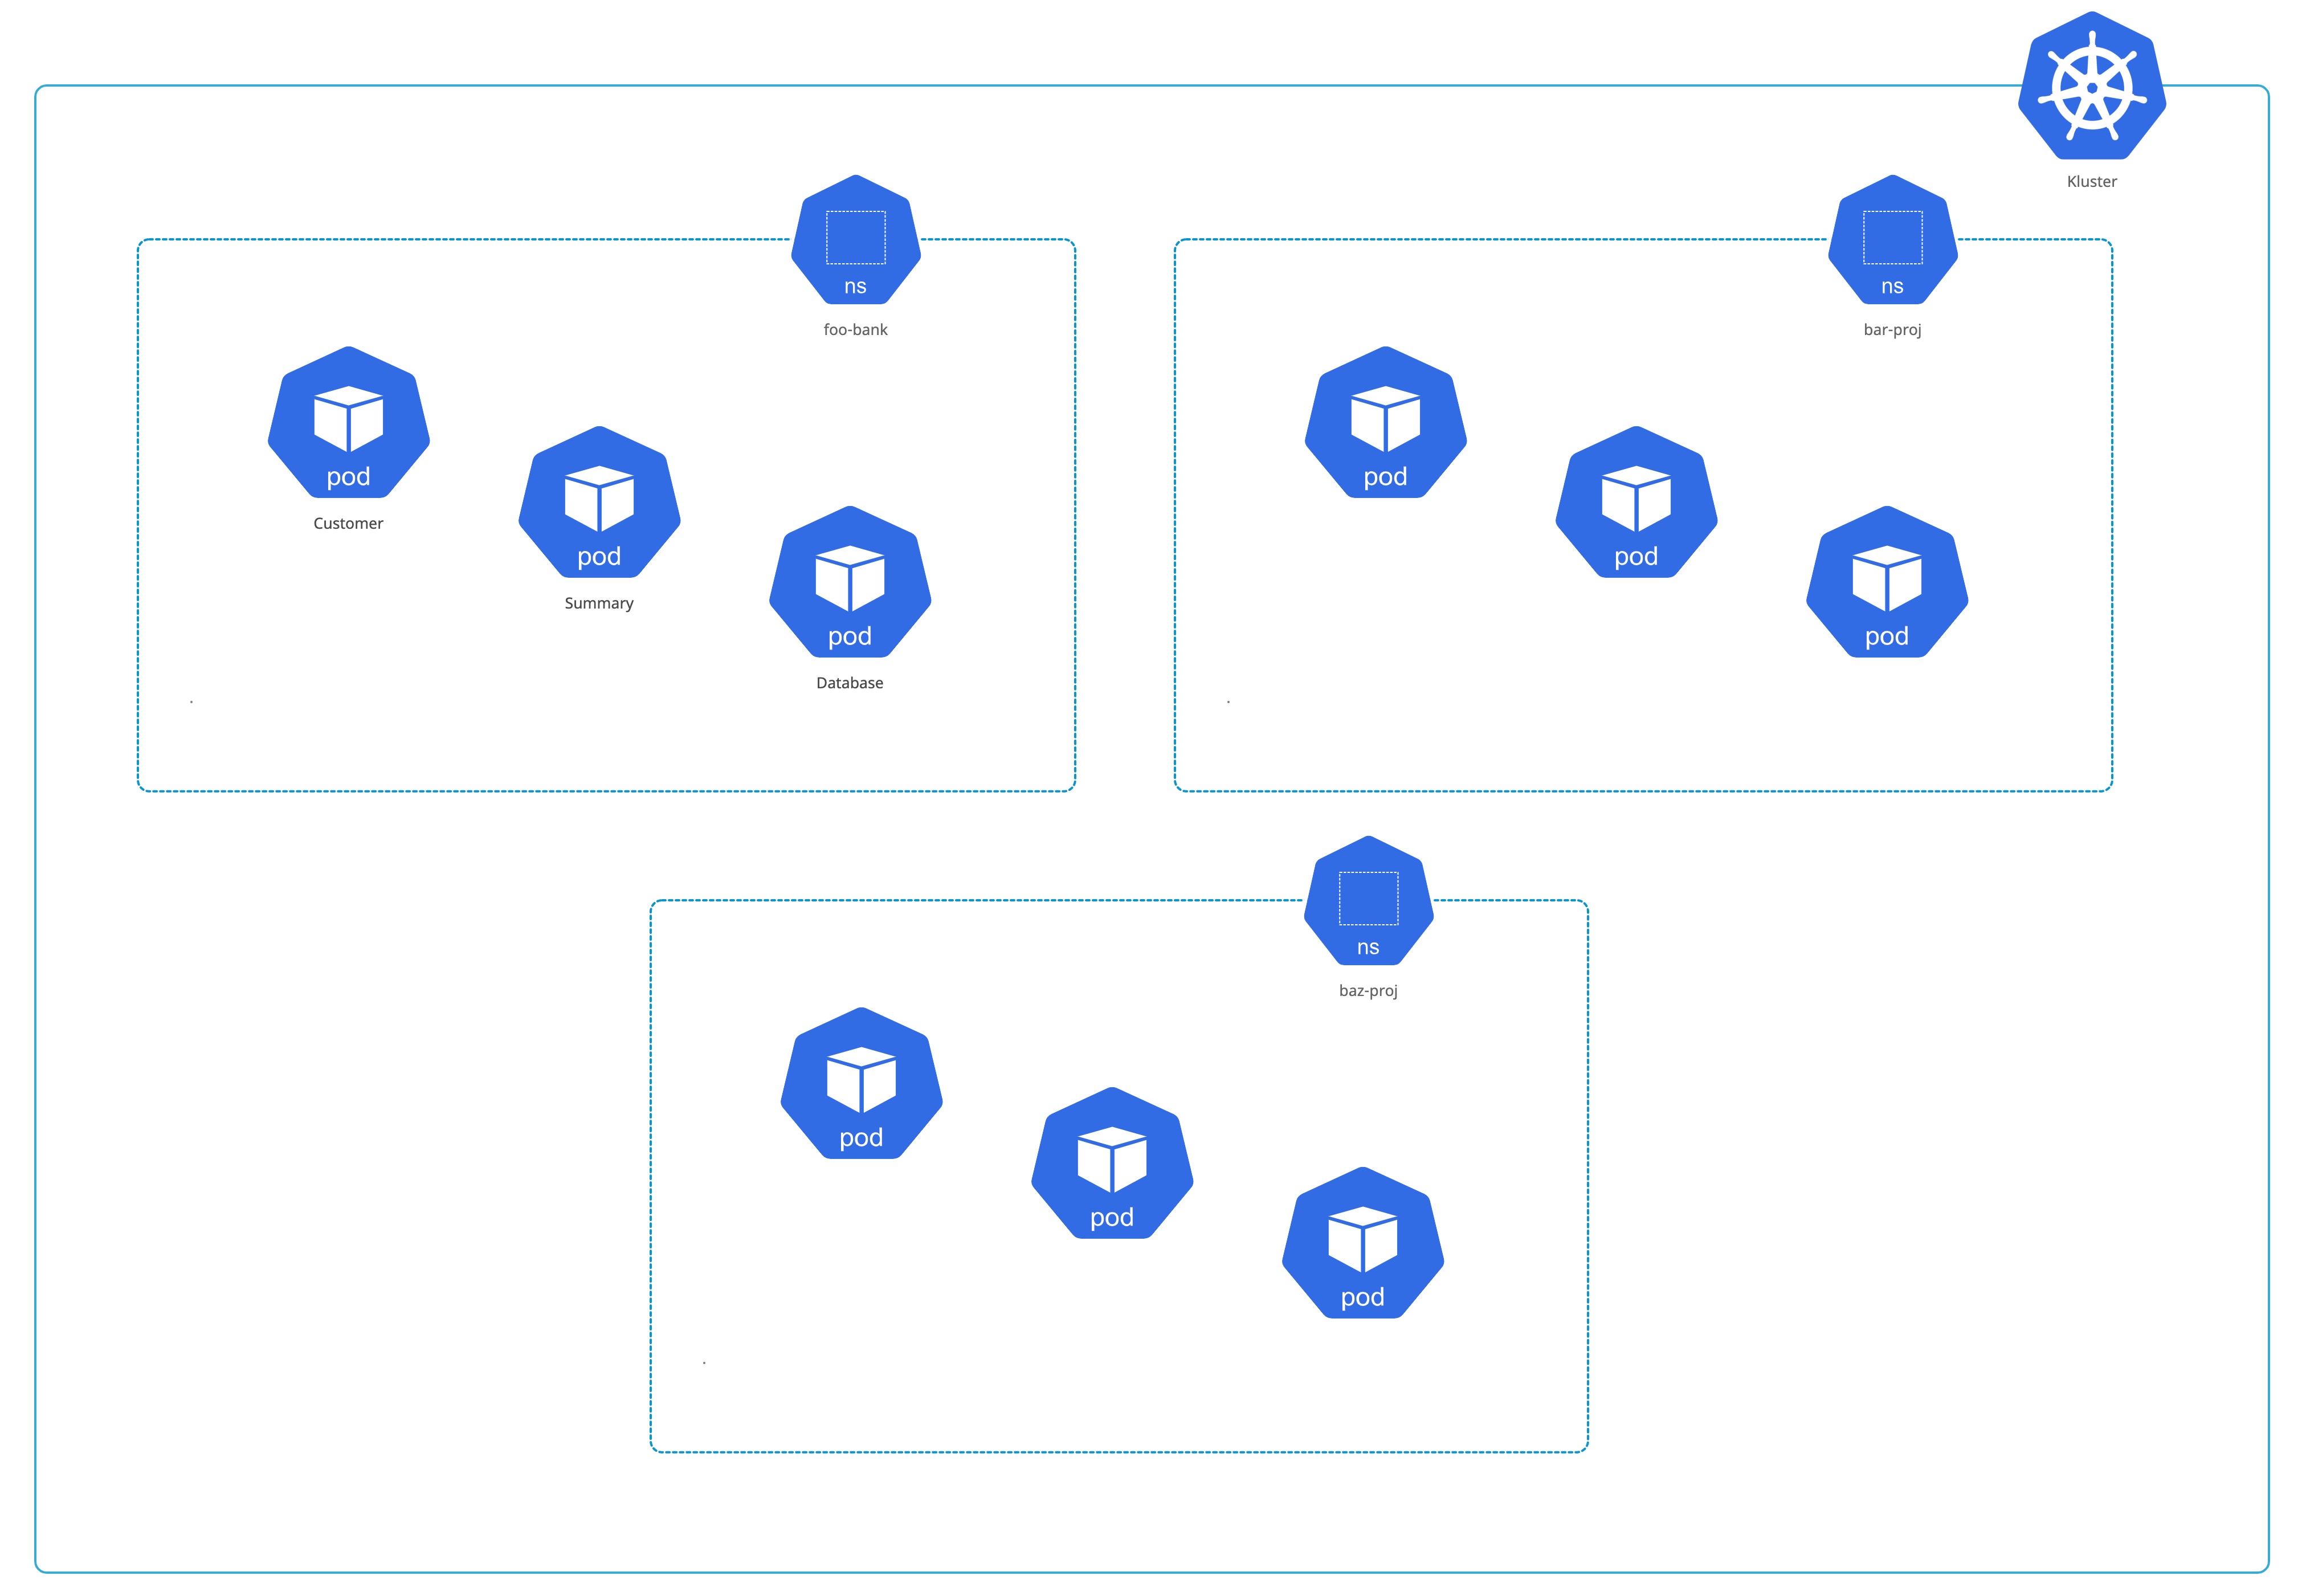 Kluster
ns
foo-bank
ns
bar-proj
pod
Customer
pod
Summary
pod
Database
pod
pod
pod
ns
baz-proj
pod
pod
pod